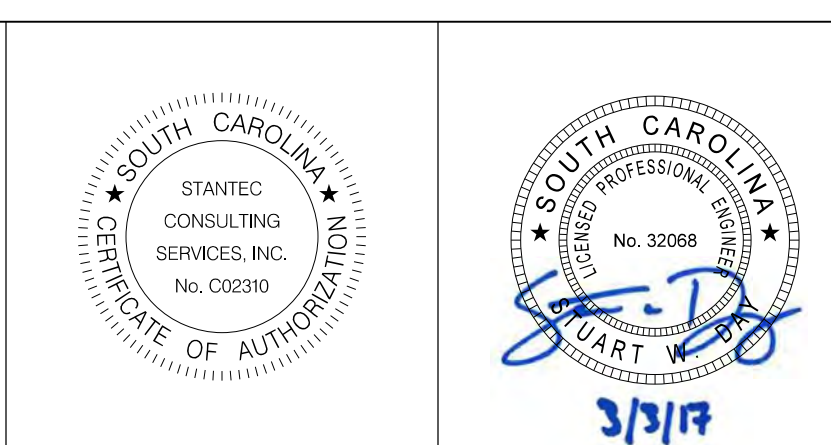 ★ SOUTH CAROLINA ★
CERTIFICATE OF AUTHORIZATION
STANTEC
CONSULTING
SERVICES, INC.
No. C02310
★ SOUTH CAROLINA ★
STUART W. DAY
LICENSED PROFESSIONAL ENGINEER
No. 32068
3/3/17